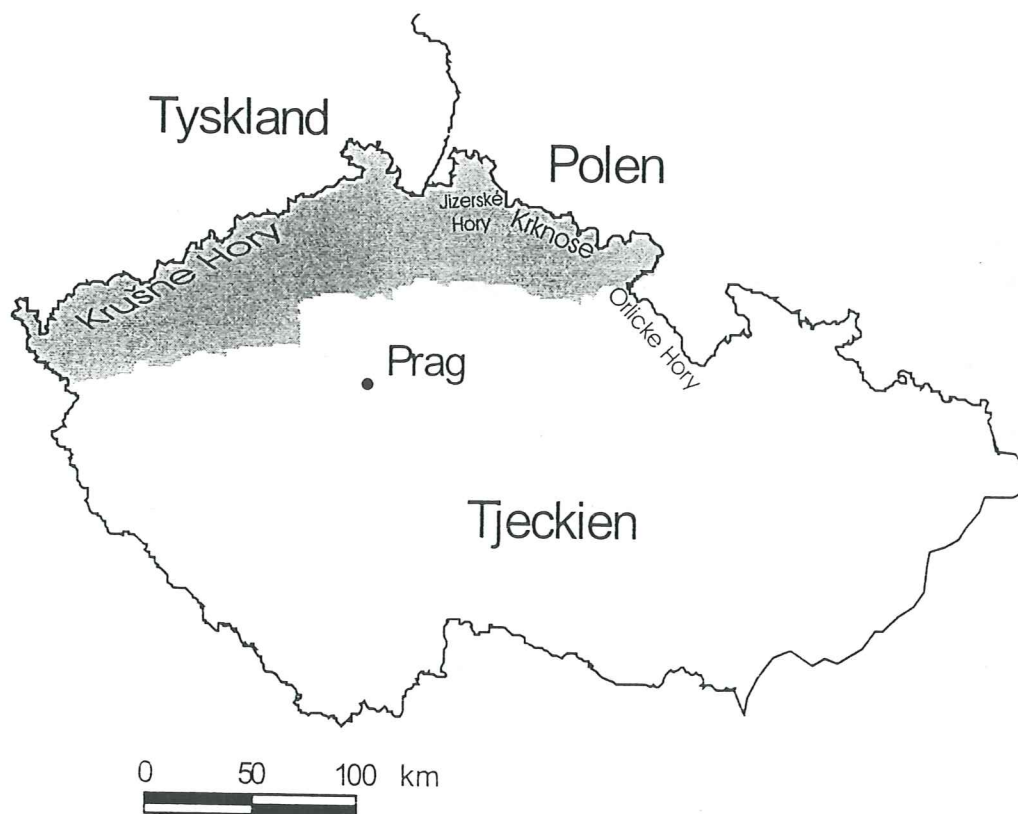 Tyskland
Polen
Jizerské
Hory
Krknose
Krušne Hory
Orlicke Hory
Prag
Tjeckien
0 50 100 km